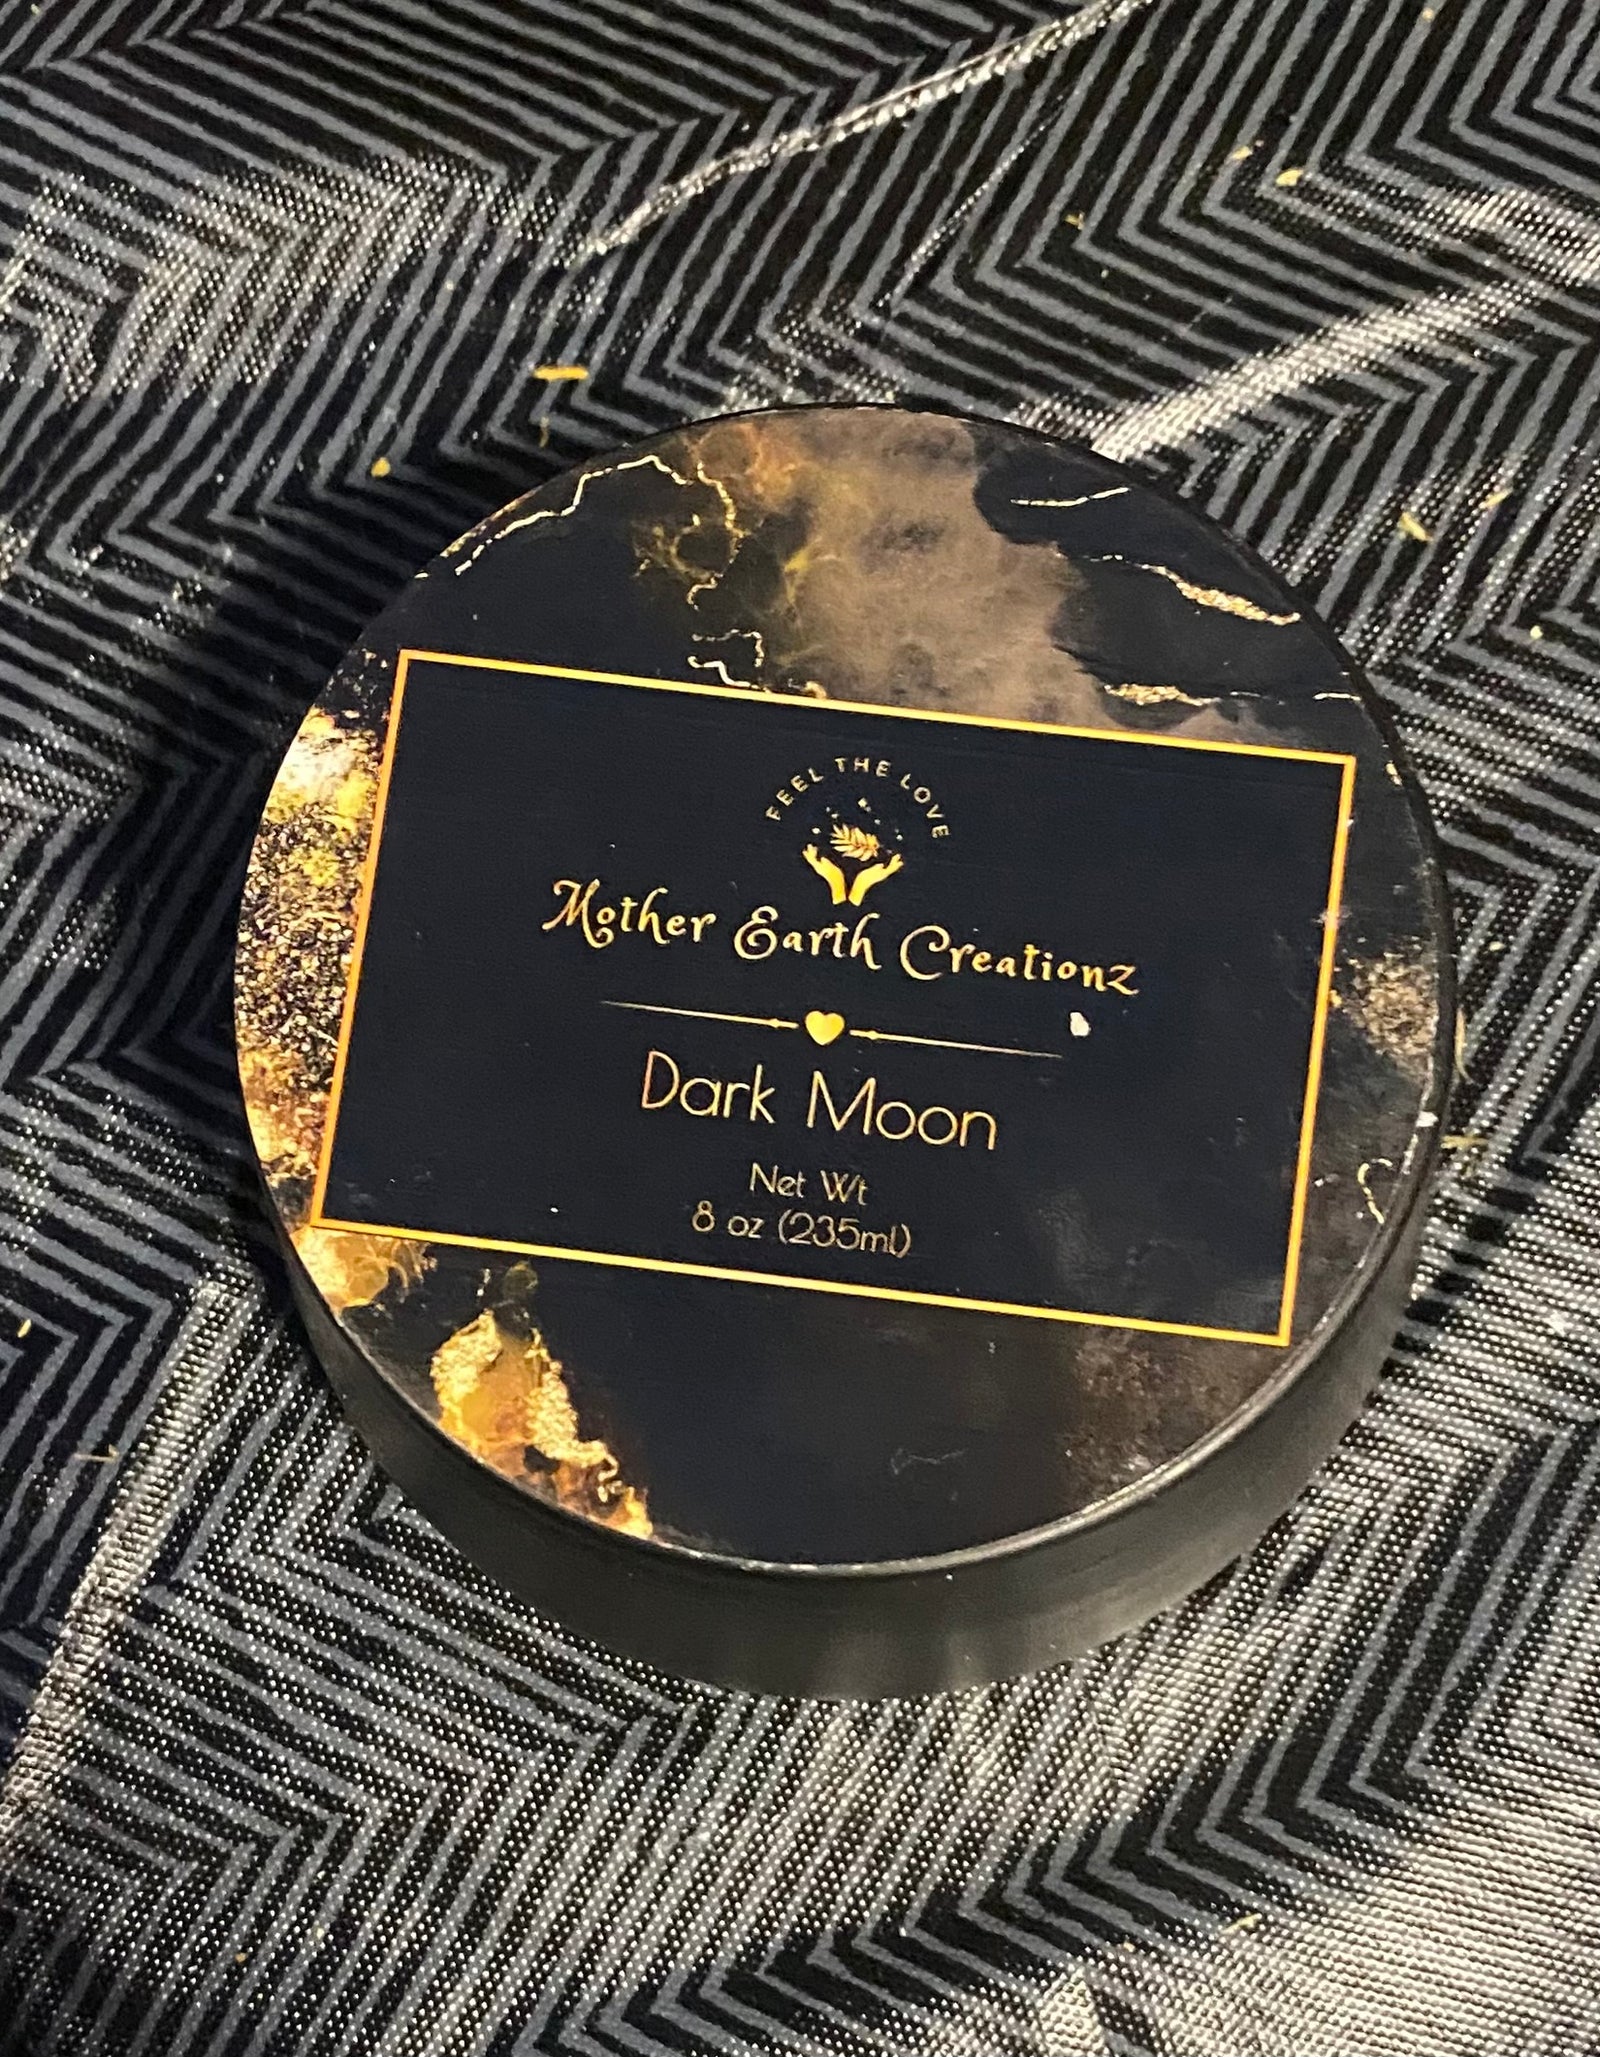 FEEL THE LOVE
Mother Earth Creationz
Dark Moon
Net Wt
8 oz (235ml)